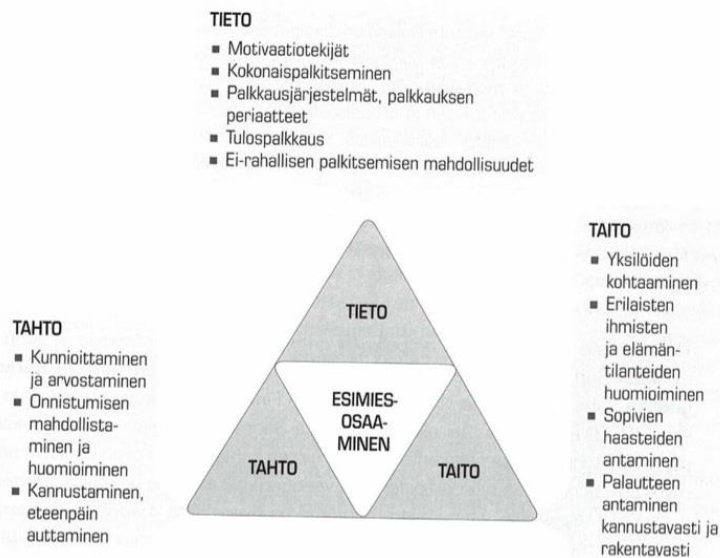 TIETO
▪ Motivaatiotekijät
▪ Kokonaispalkitseminen
▪ Palkkausjärjestelmät, palkkauksen
periaatteet
▪ Tulospalkkaus
▪ Ei-rahallisen palkitsemisen mahdollisuudet
TIETO
TAHTO
ESIMIES-
OSAA-
MINEN
TAITO
TAHTO
▪ Kunnioittaminen
ja arvostaminen
▪ Onnistumisen
mahdollista-
minen ja
huomioiminen
▪ Kannustaminen,
eteenpäin
auttaminen
TAITO
▪ Yksilöiden
kohtaaminen
▪ Erilaisten
ihmisten
ja elämän-
tilanteiden
huomioiminen
▪ Sopivien
haasteiden
antaminen
▪ Palautteen
antaminen
kannustavasti ja
rakentavasti